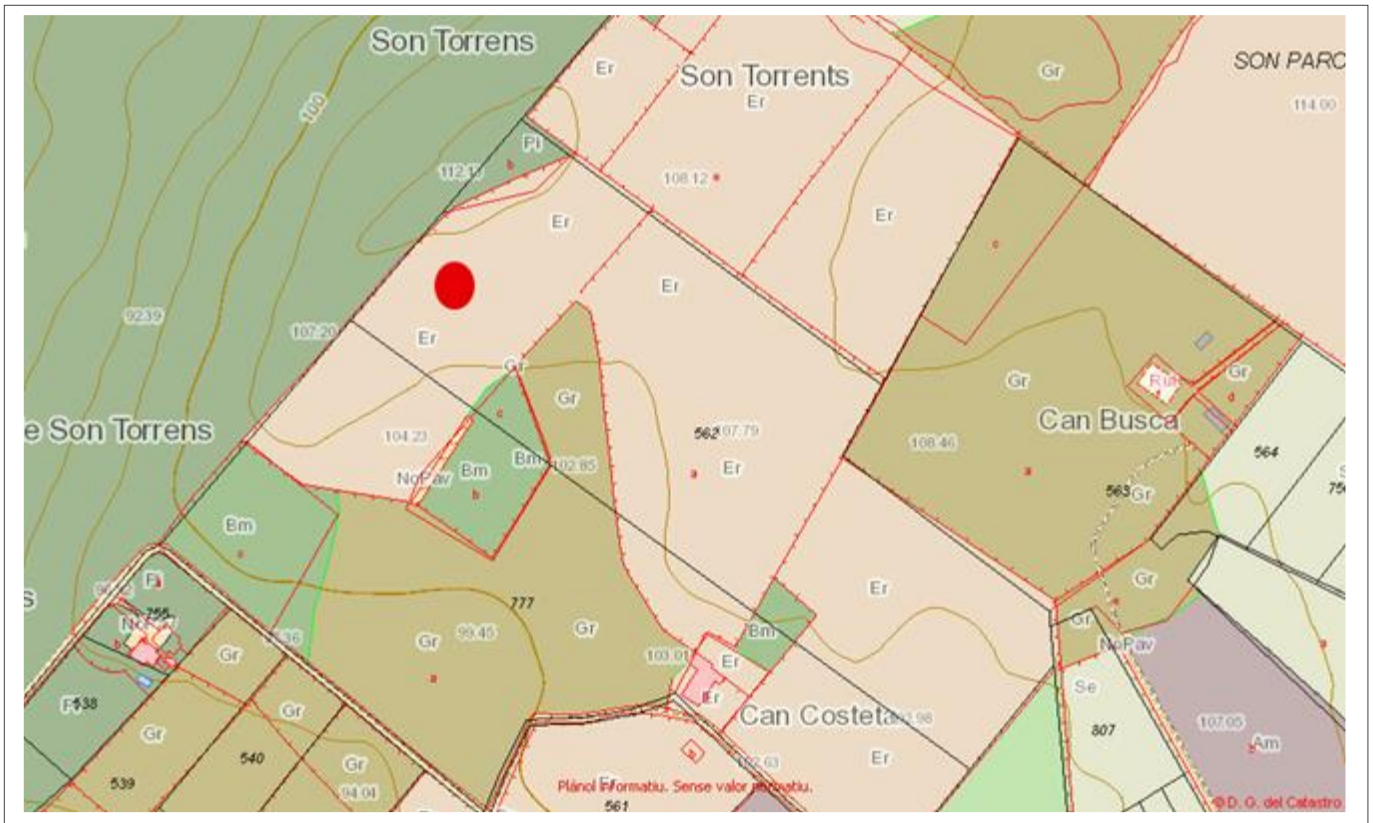 Son Torrens
SON PARC
Er
Son Torrents
Gr
Er
100
114.00
Pl
b
112.17
108.12
e
Er
Er
c
Er
92.39
107.20
Er
Gr
Rui
Gr
Gr
Gr
d
Can Busca
c
e Son Torrens
104.23
562
107.79
108.46
564
Bm
Bm
102.85
Er
NoPav
b
a
a
563
Gr
Bm
c
Gr
Er
755
777
Gr
99.45
Gr
Bm
Gr
NoPav
103.01
Er
Gr
a
Se
538
Er
Can Costeta
Gr
Gr
107.05
807
Am
540
Er
Gr
102.63
539
94.04
Plànol informatiu. Sense valor normatiu.
561
© D. G. del Catastro